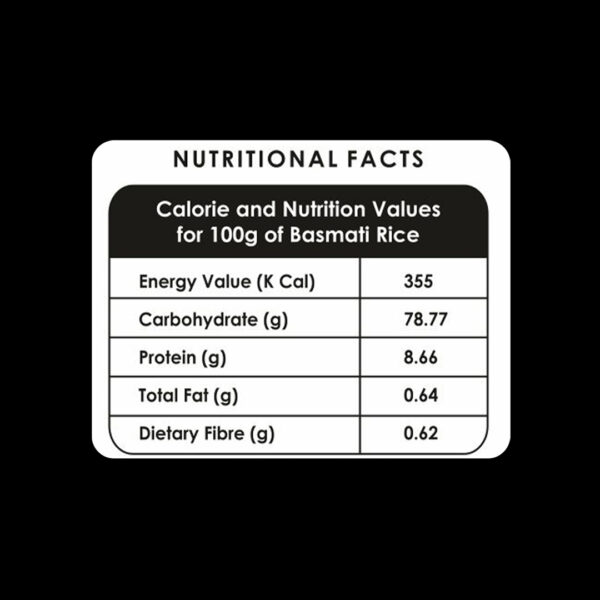 NUTRITIONAL FACTS
Calorie and Nutrition Values
for 100g of Basmati Rice
Energy Value (K Cal) 355
Carbohydrate (g) 78.77
Protein (g) 8.66
Total Fat (g) 0.64
Dietary Fibre (g) 0.62